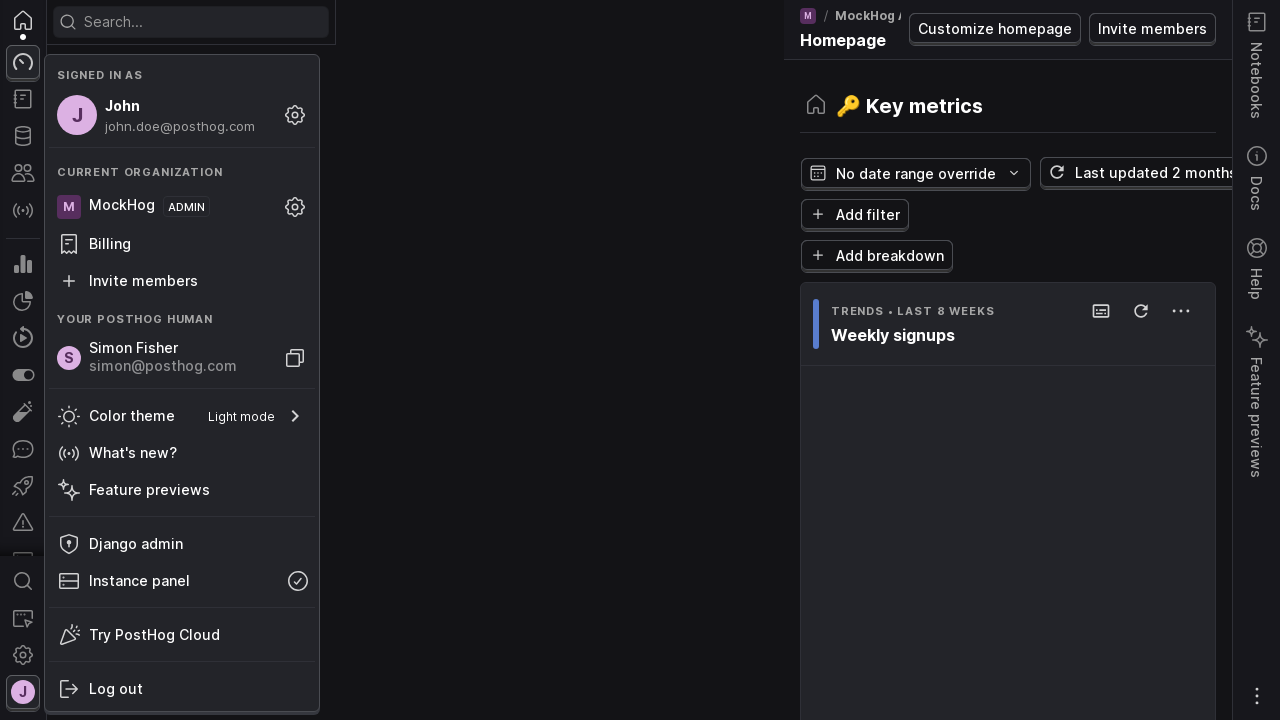 Search...
SIGNED IN AS
J
John
john.doe@posthog.com
CURRENT ORGANIZATION
M
MockHog
ADMIN
Billing
Invite members
YOUR POSTHOG HUMAN
S
Simon Fisher
simon@posthog.com
Color theme
Light mode
What's new?
Feature previews
Django admin
Instance panel
Try PostHog Cloud
Log out
J
M / MockHog
Homepage
Customize homepage
Invite members
🔑 Key metrics
No date range override
Last updated 2 months
Add filter
Add breakdown
TRENDS • LAST 8 WEEKS
Weekly signups
Notebooks
Docs
Help
Feature previews